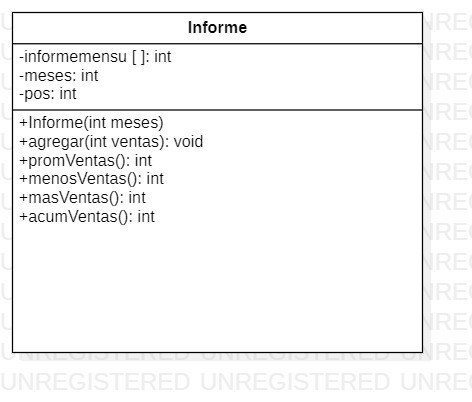 Informe
-informemensu [ ]: int
-meses: int
-pos: int
+Informe(int meses)
+agregar(int ventas): void
+promVentas(): int
+menosVentas(): int
+masVentas(): int
+acumVentas(): int
UNREGISTERED UNREGISTERED